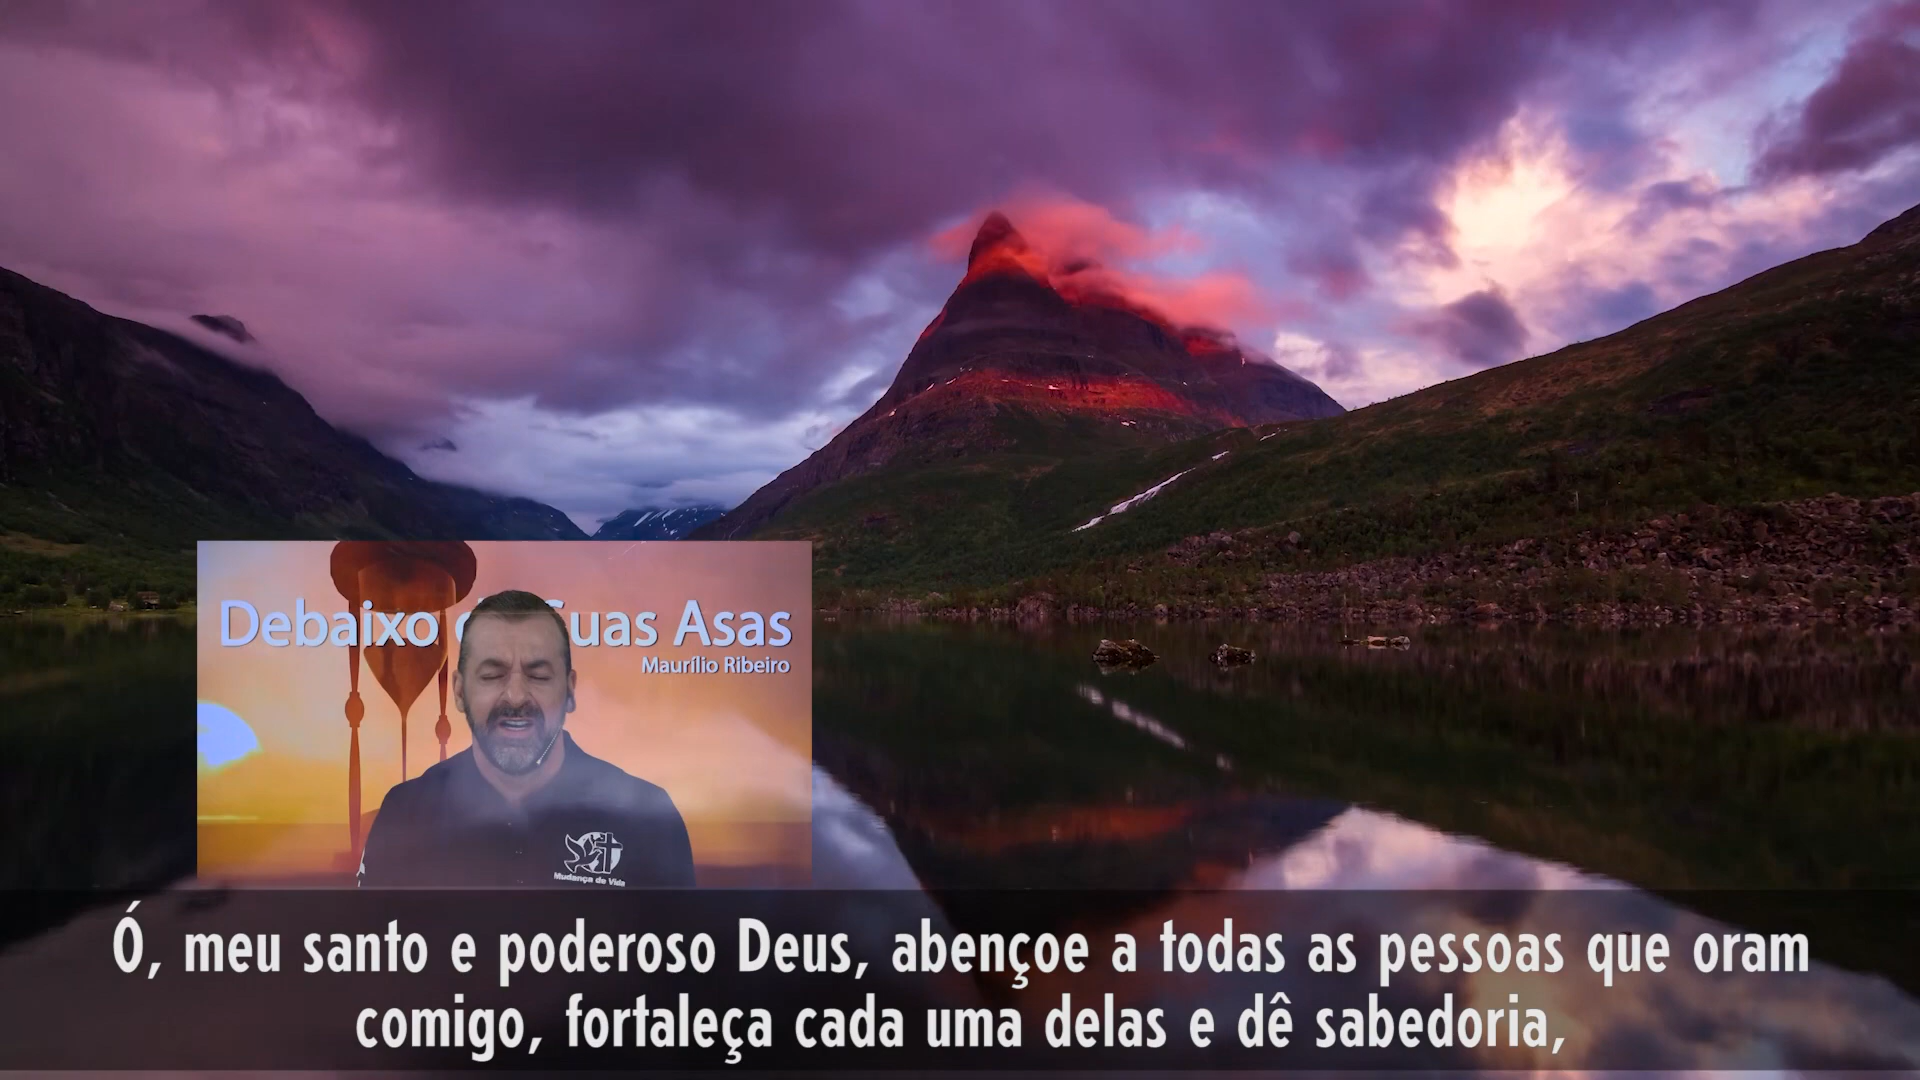 Debaixo d Suas Asas
Maurílio Ribeiro
Mudança de Vida
Ó, meu santo e poderoso Deus, abençoe a todas as pessoas que oram
comigo, fortaleça cada uma delas e dê sabedoria,